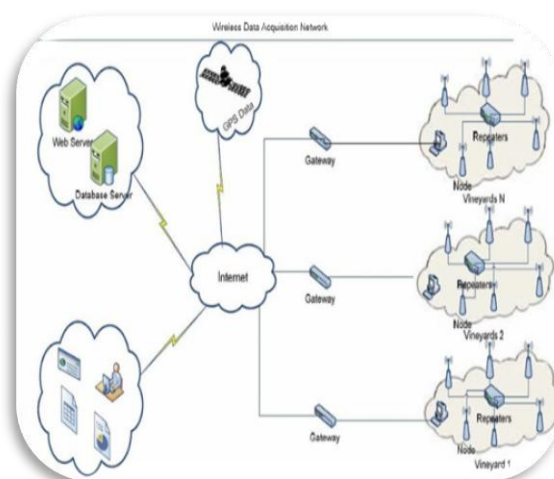 Wireless Data Acquisition Network
GPS Data
Web Server
Database Server
Internet
Gateway
Repeaters
Node
Vineyards N
Gateway
Repeaters
Node
Vineyards 2
Gateway
Repeaters
Node
Vineyard 1